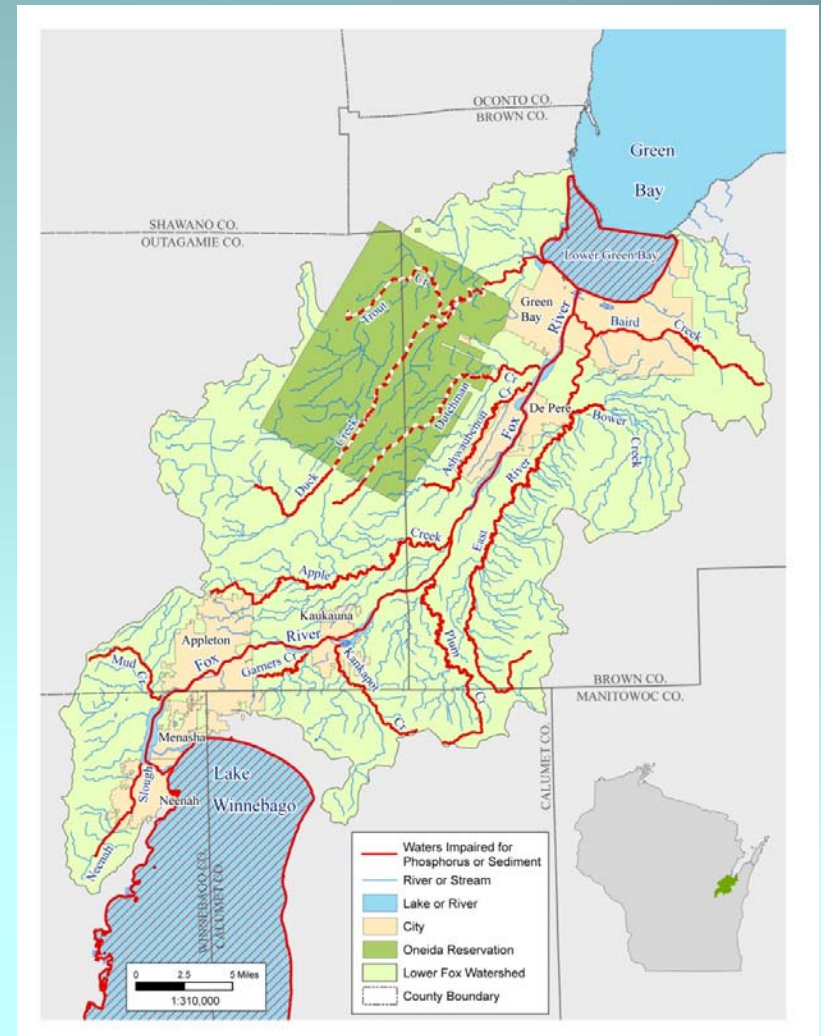 OCONTO CO.
BROWN CO.
Green
Bay
SHAWANO CO.
OUTAGAMIE CO.
Lower Green Bay
Trout
Cr
Green
Bay
River
Baird
Creek
Duck
Creek
Dutchman
Cr
Ashwaubenon
Cr
Fox
De Pere
Bower
Creek
East
River
Apple
Creek
Kaukauna
Appleton
Fox
River
Garners Cr
Kankapot
Cr
Plum
Cr
Mud
Cr
BROWN CO.
MANITOWOC CO.
CALUMET CO.
Menasha
Neenah
Slough
Neenah
Lake
Winnebago
WINNEBAGO CO.
CALUMET CO.
Waters Impaired for
Phosphorus or Sediment
River or Stream
Lake or River
City
Oneida Reservation
Lower Fox Watershed
County Boundary
0 2.5 5 Miles
1:310,000